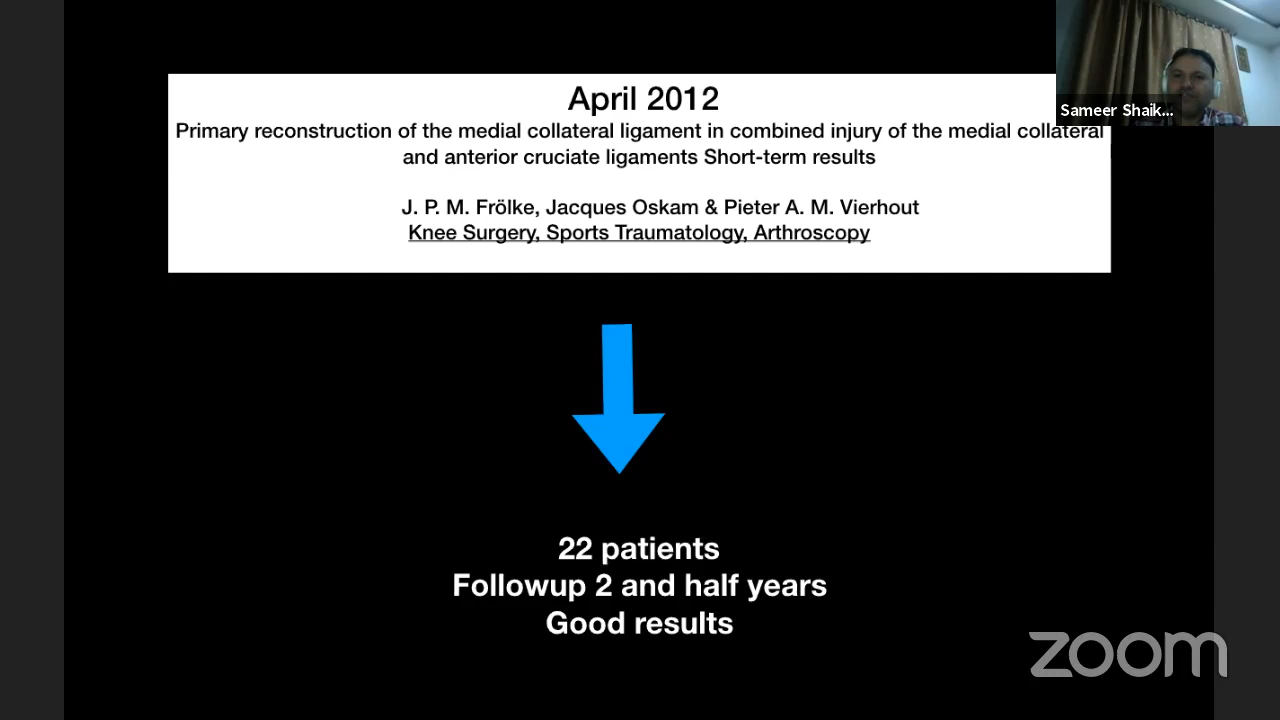 April 2012
Primary reconstruction of the medial collateral ligament in combined injury of the medial collateral
and anterior cruciate ligaments Short-term results
J. P. M. Frölke, Jacques Oskam & Pieter A. M. Vierhout
Knee Surgery, Sports Traumatology, Arthroscopy
Sameer Shaik...
22 patients
Followup 2 and half years
Good results
zoom